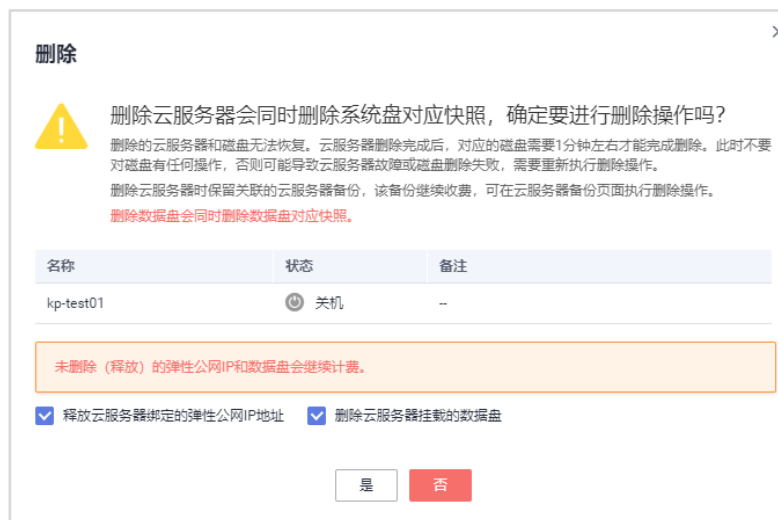 删除
删除云服务器会同时删除系统盘对应快照，确定要进行删除操作吗？
删除的云服务器和磁盘无法恢复。云服务器删除完成后，对应的磁盘需要1分钟左右才能完成删除。此时不要
对磁盘有任何操作，否则可能导致云服务器故障或磁盘删除失败，需要重新执行删除操作。
删除云服务器时保留关联的云服务器备份，该备份继续收费，可在云服务器备份页面执行删除操作。
删除数据盘会同时删除数据盘对应快照。
名称 状态 备注
kp-test01 关机 --
未删除（释放）的弹性公网IP和数据盘会继续计费。
释放云服务器绑定的弹性公网IP地址 删除云服务器挂载的数据盘
是 否